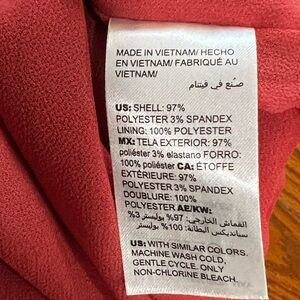 MADE IN VIETNAM/ HECHO
EN VIETNAM/ FABRIQUÉ AU
VIETNAM/
صنع في فيتنام
US: SHELL: 97%
POLYESTER 3% SPANDEX
LINING: 100% POLYESTER
MX: TELA EXTERIOR: 97%
poliéster 3% elastano FORRO:
100% poliéster CA: ÉTOFFE
EXTÉRIEURE: 97%
POLYESTER 3% SPANDEX
DOUBLURE: 100%
POLYESTER AE/KW:
القماش الخارجي: 97% بوليستر 3%
سباندیکس البطانة: 100% بوليستر
US: WITH SIMILAR COLORS.
MACHINE WASH COLD,
GENTLE CYCLE. ONLY
NON-CHLORINE BLEACH